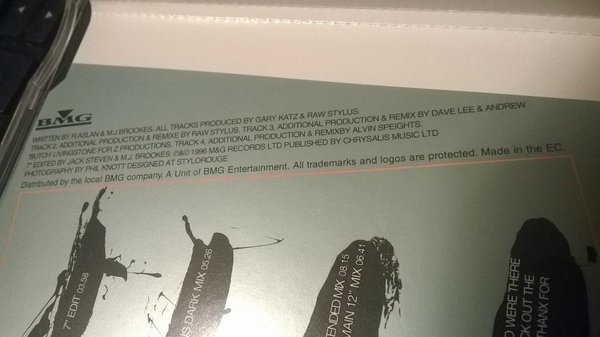 BMG
WRITTEN BY R.ASLAN & M.J BROOKES. ALL TRACKS PRODUCED BY GARY KATZ & RAW STYLUS.
TRACK 2, ADDITIONAL PRODUCTION & REMIXE BY RAW STYLUS. TRACK 3, ADDITIONAL PRODUCTION & REMIX BY DAVE LEE & ANDREW
'BUTCH' LIVINGSTONE FOR Z PRODUCTIONS. TRACK 4, ADDITIONAL PRODUCTION & REMIXBY ALVIN SPEIGHTS.
7" EDITED BY JACK STEVEN & M.J. BROOKES. ℗&© 1996 M&G RECORDS LTD PUBLISHED BY CHRYSALIS MUSIC LTD
PHOTOGRAPHY BY PHIL KNOTT DESIGNED AT STYLOROUGE
Distributed by the local BMG company. A Unit of BMG Entertainment. All trademarks and logos are protected. Made in the EC.
7" EDIT 03.58
DARK MIX 05.26
ENDED MIX 08.15
MAIN 12" MIX 06.41
WERE THERE
OUT THE
THANX FOR